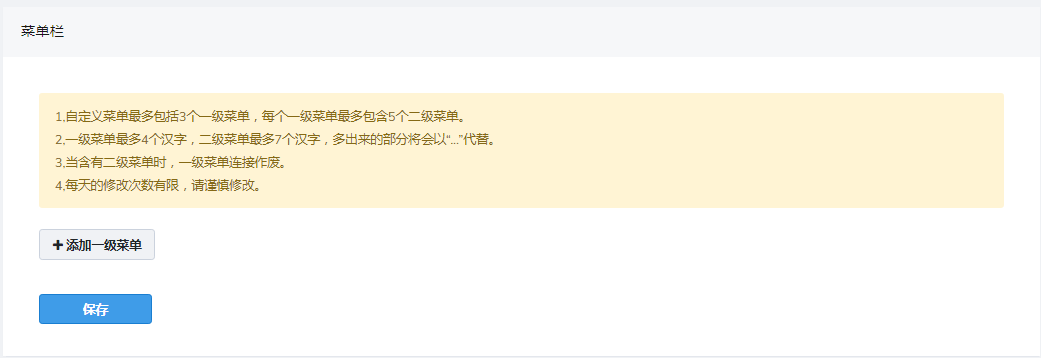 菜单栏
1,自定义菜单最多包括3个一级菜单，每个一级菜单最多包含5个二级菜单。
2,一级菜单最多4个汉字，二级菜单最多7个汉字，多出来的部分将会以“...”代替。
3,当含有二级菜单时，一级菜单连接作废。
4,每天的修改次数有限，请谨慎修改。
+添加一级菜单
保存